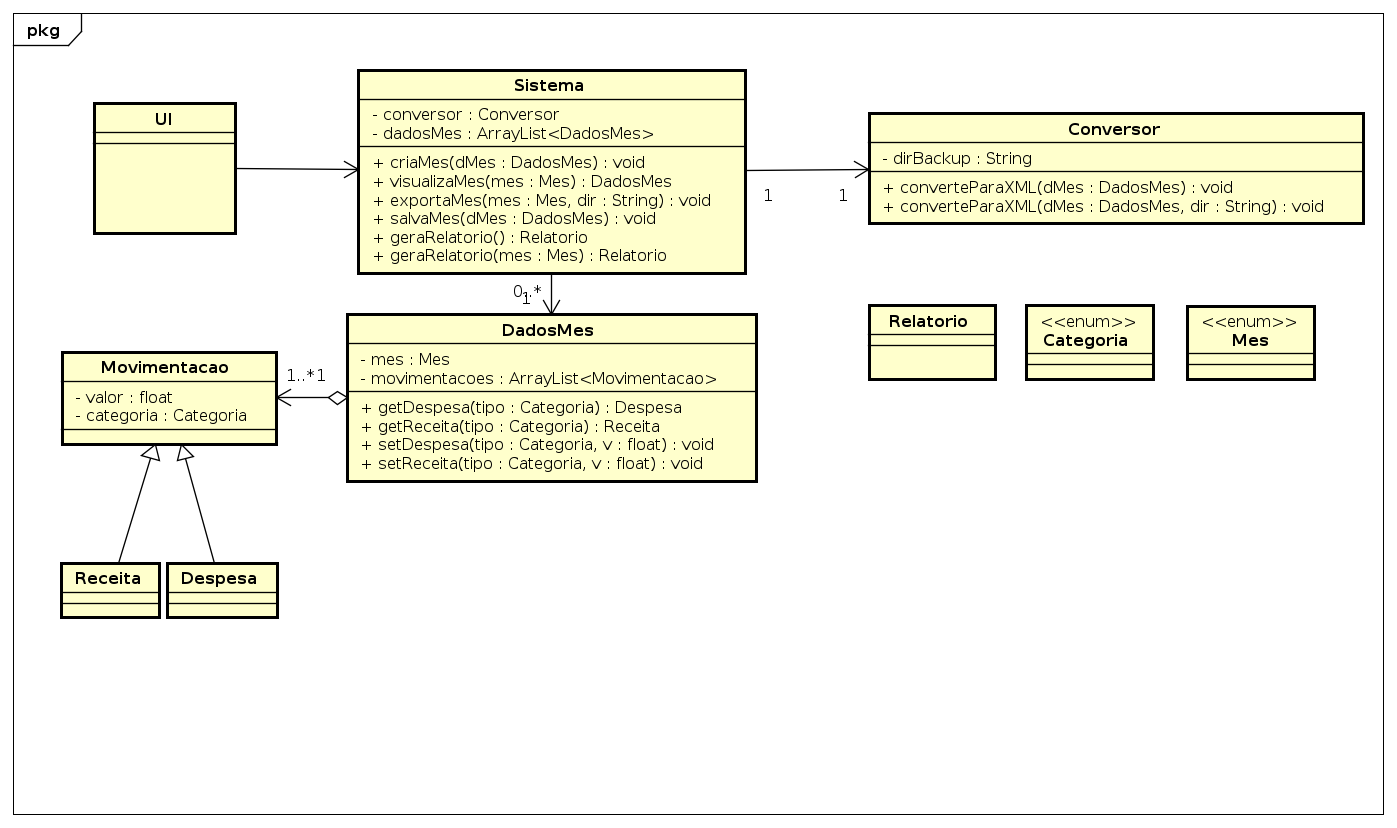 pkg
UI
Sistema
- conversor : Conversor
- dadosMes : ArrayList<DadosMes>
+ criaMes(dMes : DadosMes) : void
+ visualizaMes(mes : Mes) : DadosMes
+ exportaMes(mes : Mes, dir : String) : void
+ salvaMes(dMes : DadosMes) : void
+ geraRelatorio() : Relatorio
+ geraRelatorio(mes : Mes) : Relatorio
1
1
Conversor
- dirBackup : String
+ converteParaXML(dMes : DadosMes) : void
+ converteParaXML(dMes : DadosMes, dir : String) : void
0..*
1
DadosMes
- mes : Mes
- movimentacoes : ArrayList<Movimentacao>
+ getDespesa(tipo : Categoria) : Despesa
+ getReceita(tipo : Categoria) : Receita
+ setDespesa(tipo : Categoria, v : float) : void
+ setReceita(tipo : Categoria, v : float) : void
1..*1
Movimentacao
- valor : float
- categoria : Categoria
Relatorio
<<enum>>
Categoria
<<enum>>
Mes
Receita
Despesa